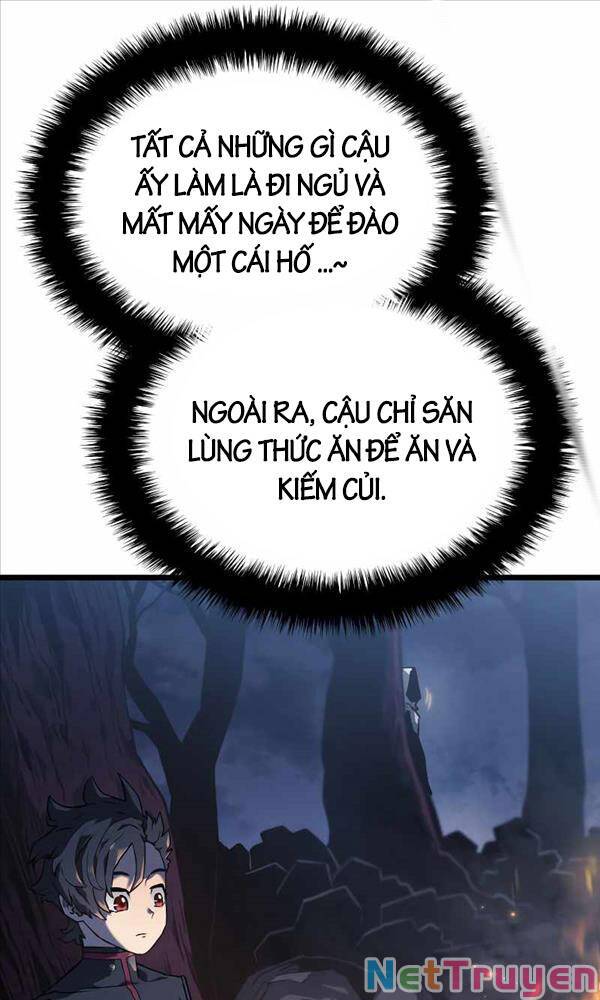 TẤT CẢ NHỮNG GÌ CẬU
ẤY LÀM LÀ ĐI NGỦ VÀ
MẤT MẤY NGÀY ĐỂ ĐÀO
MỘT CÁI HỐ ...~
NGOÀI RA, CẬU CHỈ SĂN
LÙNG THỨC ĂN ĐỂ ĂN VÀ
KIẾM CỦI.
NetTruyen